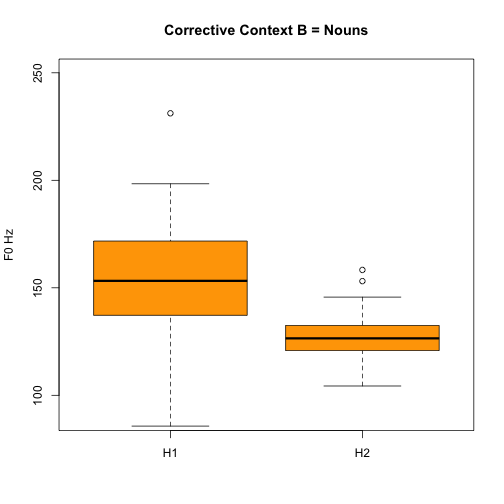 Corrective Context B = Nouns
F0 Hz
250
200
150
100
H1 H2